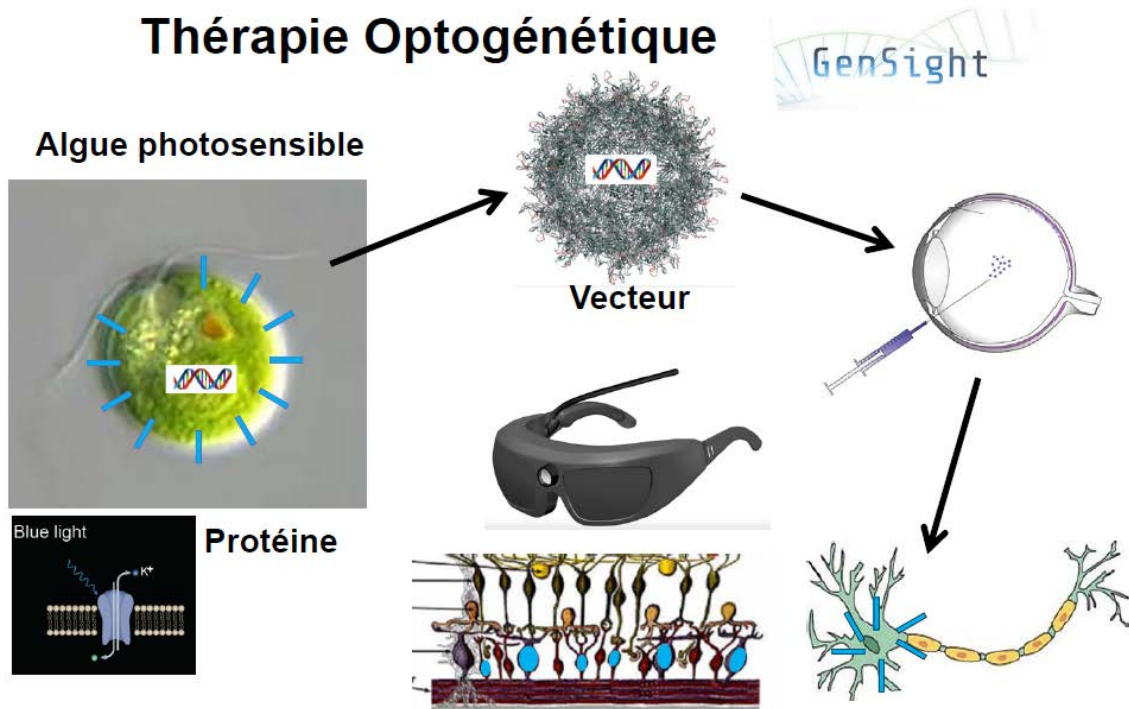 Thérapie Optogénétique
GenSight
Algue photosensible
Vecteur
Blue light
K+
Protéine